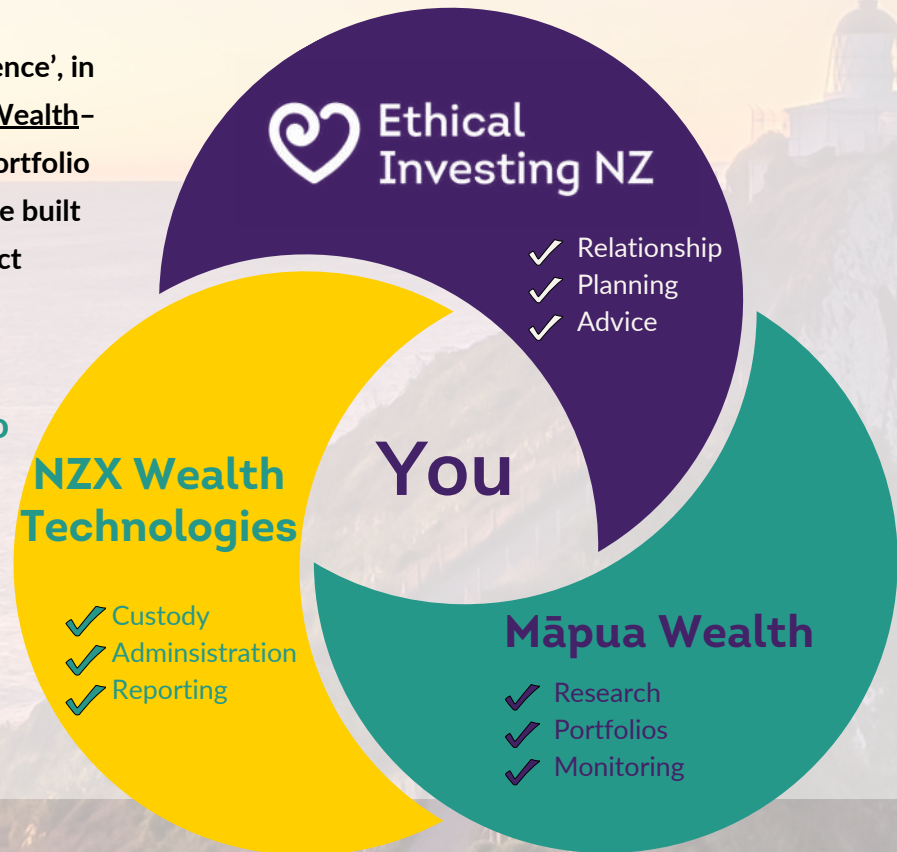 ence', in
Wealth–
ortfolio
e built
ct
Ethical
Investing NZ
Relationship
Planning
Advice
You
NZX Wealth
Technologies
Custody
Adminsistration
Reporting
Māpua Wealth
Research
Portfolios
Monitoring